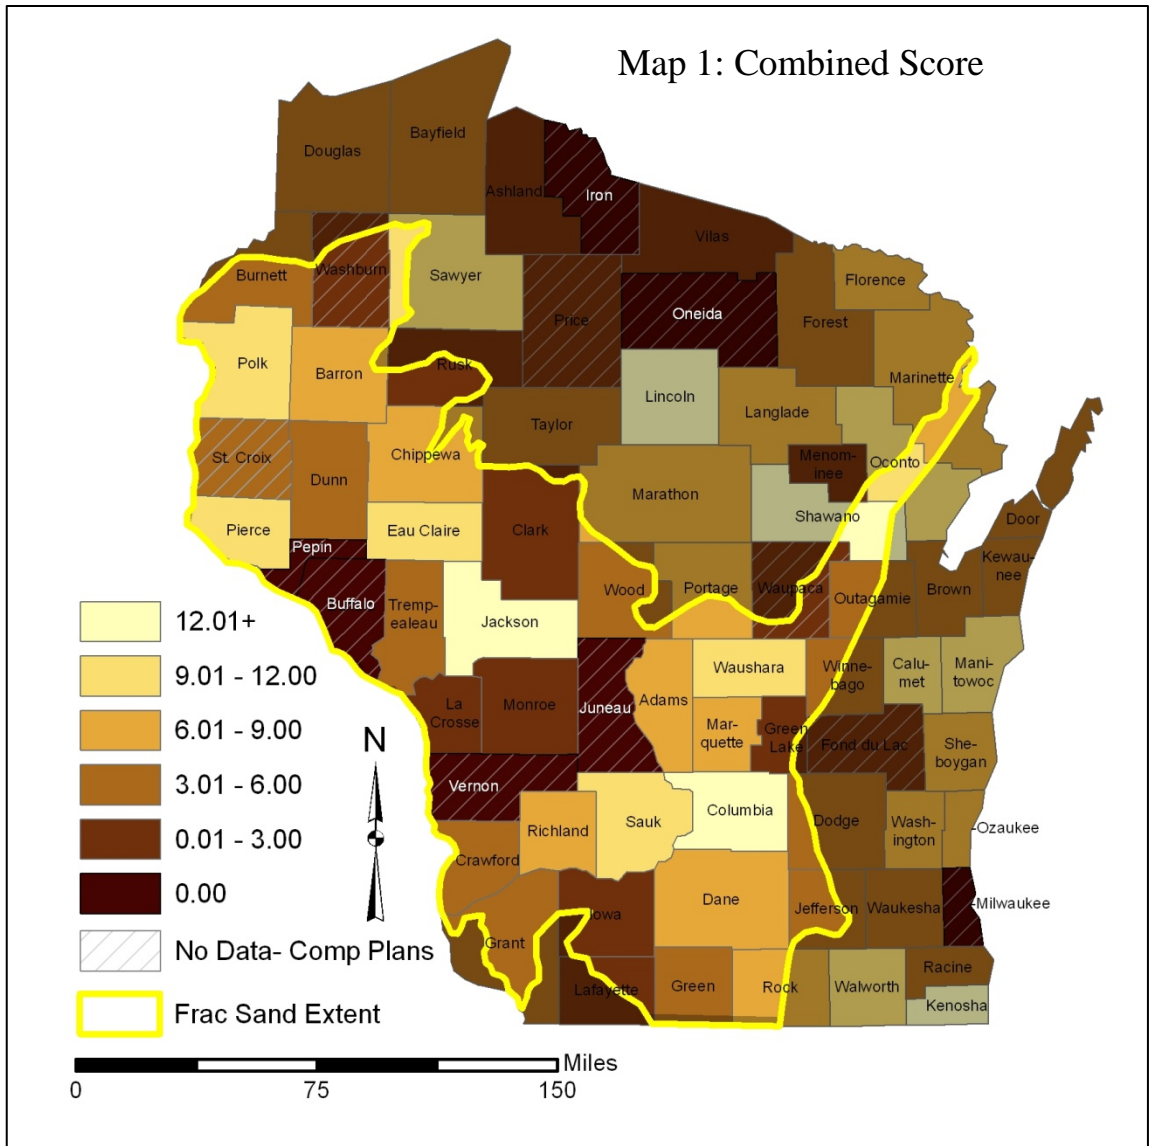 Map 1: Combined Score
Bayfield
Douglas
Ashland
Iron
Vilas
Burnett
Washburn
Sawyer
Florence
Price
Oneida
Forest
Polk
Barron
Rusk
Marinette
Lincoln
Langlade
Taylor
St. Croix
Chippewa
Menom-
inee
Oconto
Dunn
Marathon
Pierce
Eau Claire
Clark
Shawano
Door
Pepin
Kewau-
nee
Buffalo
Tremp-
ealeau
Wood
Portage
Waupaca
Outagamie
Brown
Jackson
Waushara
Winne-
bago
Calu-
met
Mani-
towoc
La
Crosse
Monroe
Juneau
Adams
Mar-
quette
Green
Lake
Fond du Lac
She-
boygan
Vernon
Richland
Sauk
Columbia
Dodge
Wash-
ington
Ozaukee
Crawford
Dane
Iowa
Jefferson
Waukesha
Milwaukee
Grant
Lafayette
Green
Rock
Walworth
Racine
Kenosha
12.01+
9.01 - 12.00
6.01 - 9.00
3.01 - 6.00
0.01 - 3.00
0.00
No Data- Comp Plans
Frac Sand Extent
N
Miles
0 75 150